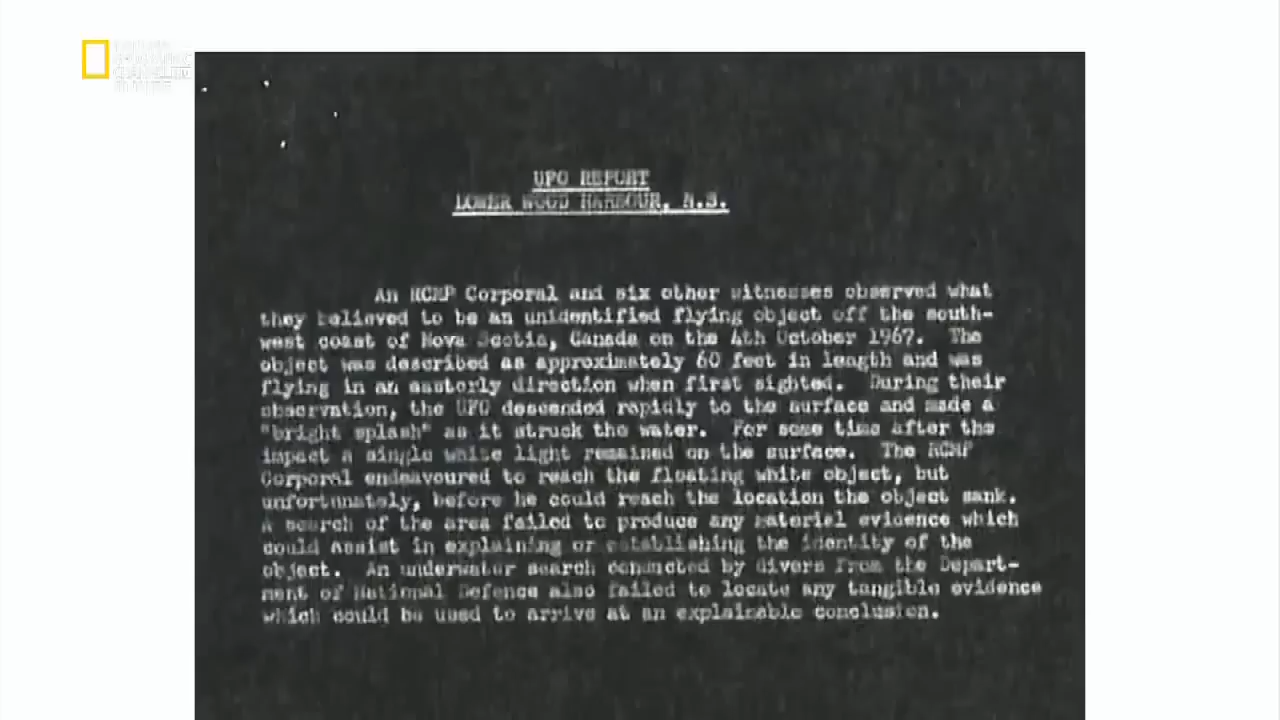 UFO REPORT
LOWER WOOD HARBOUR, N.S.
An RCMP Corporal and six other witnesses observed what
they believed to be an unidentified flying object off the south-
west coast of Nova Scotia, Canada on the 4th October 1967. The
object was described as approximately 60 feet in length and was
flying in an easterly direction when first sighted. During their
observation, the UFO descended rapidly to the surface and made a
"bright splash" as it struck the water. For some time after the
impact a single white light remained on the surface. The RCMP
Corporal endeavoured to reach the floating white object, but
unfortunately, before he could reach the location the object sank.
A search of the area failed to produce any material evidence which
could assist in explaining or establishing the identity of the
object. An underwater search conducted by divers from the Depart-
ment of National Defence also failed to locate any tangible evidence
which could be used to arrive at an explainable conclusion.